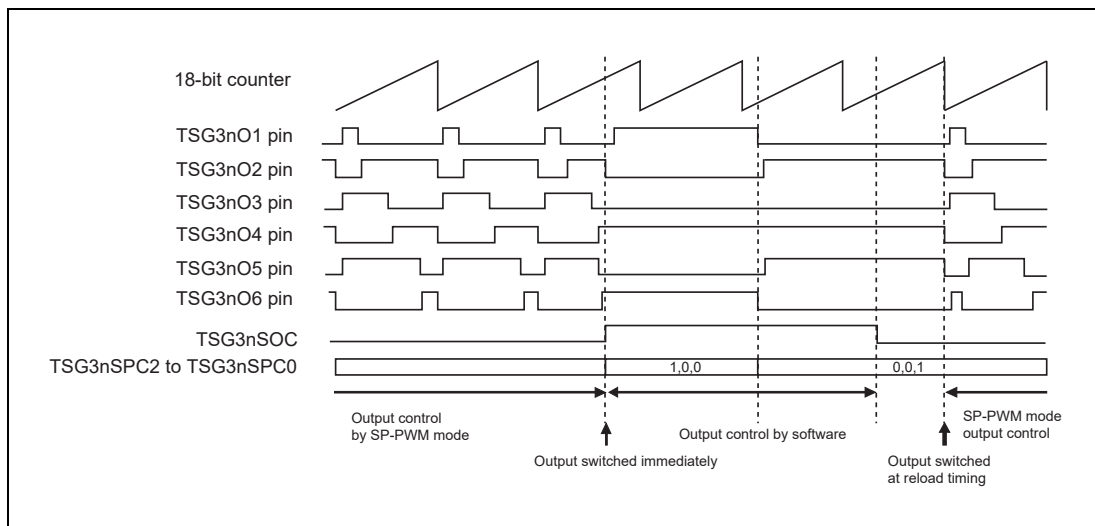 18-bit counter
TSG3nO1 pin
TSG3nO2 pin
TSG3nO3 pin
TSG3nO4 pin
TSG3nO5 pin
TSG3nO6 pin
TSG3nSOC
TSG3nSPC2 to TSG3nSPC0
1,0,0
0,0,1
Output control
by SP-PWM mode
Output switched immediately
Output control by software
SP-PWM mode
output control
Output switched
at reload timing